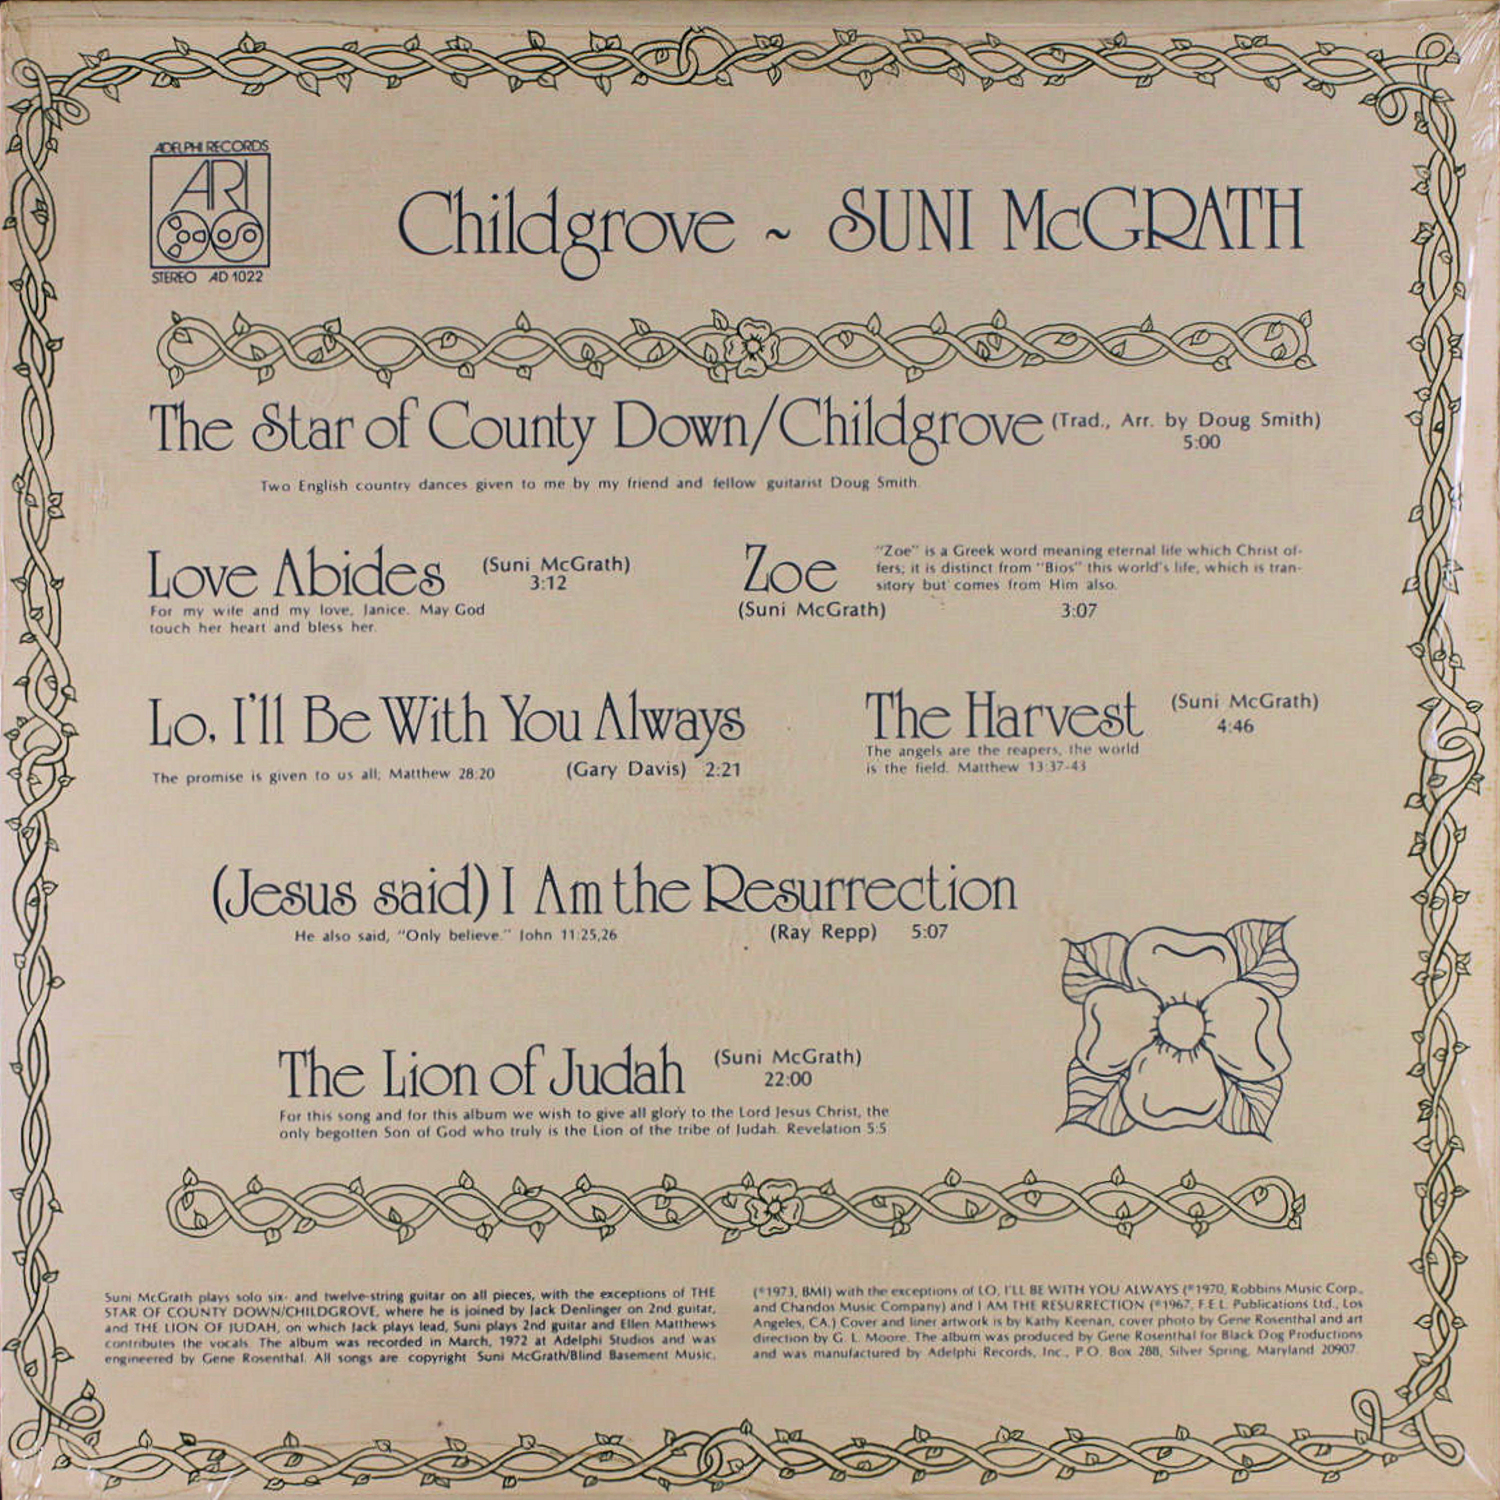 ADELPHI RECORDS
ARI
STEREO AD 1022
Childgrove ~ SUNI McGRATH
The Star of County Down/Childgrove (Trad., Arr. by Doug Smith)
5:00
Two English country dances given to me by my friend and fellow guitarist Doug Smith.
Love Abides (Suni McGrath)
3:12
For my wife and my love, Janice. May God
touch her heart and bless her.
Zoe
(Suni McGrath)
"Zoe" is a Greek word meaning eternal life which Christ of-
fers; it is distinct from "Bios" this world's life, which is tran-
sitory but comes from Him also.
3:07
Lo, I'll Be With You Always
The promise is given to us all; Matthew 28:20 (Gary Davis) 2:21
The Harvest (Suni McGrath)
4:46
The angels are the reapers, the world
is the field. Matthew 13:37-43
(Jesus said) I Am the Resurrection
He also said, "Only believe." John 11:25,26 (Ray Repp) 5:07
The Lion of Judah (Suni McGrath)
22:00
For this song and for this album we wish to give all glory to the Lord Jesus Christ, the
only begotten Son of God who truly is the Lion of the tribe of Judah. Revelation 5:5
Suni McGrath plays solo six- and twelve-string guitar on all pieces, with the exceptions of THE
STAR OF COUNTY DOWN/CHILDGROVE, where he is joined by Jack Denlinger on 2nd guitar,
and THE LION OF JUDAH, on which Jack plays lead, Suni plays 2nd guitar and Ellen Matthews
contributes the vocals. The album was recorded in March, 1972 at Adelphi Studios and was
engineered by Gene Rosenthal. All songs are copyright Suni McGrath/Blind Basement Music,
(©1973, BMI) with the exceptions of LO, I'LL BE WITH YOU ALWAYS (©1970, Robbins Music Corp.,
and Chandos Music Company) and I AM THE RESURRECTION (©1967, F.E.L. Publications Ltd., Los
Angeles, CA.) Cover and liner artwork is by Kathy Keenan, cover photo by Gene Rosenthal and art
direction by G. L. Moore. The album was produced by Gene Rosenthal for Black Dog Productions
and was manufactured by Adelphi Records, Inc., P.O. Box 288, Silver Spring, Maryland 20907.